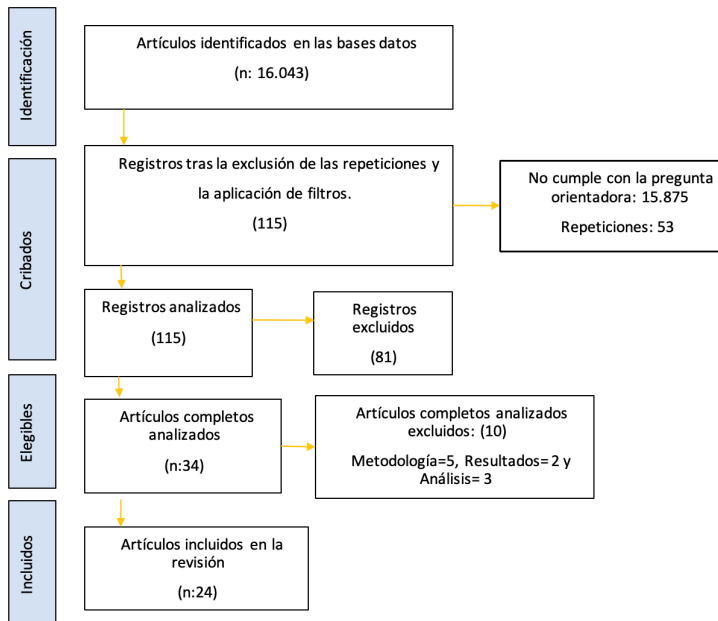 Identificación
Artículos identificados en las bases datos
(n: 16.043)
Cribados
Registros tras la exclusión de las repeticiones y
la aplicación de filtros.
(115)
No cumple con la pregunta
orientadora: 15.875
Repeticiones: 53
Registros analizados
(115)
Registros
excluidos
(81)
Elegibles
Artículos completos
analizados
(n:34)
Artículos completos analizados
excluidos: (10)
Metodología=5, Resultados= 2 y
Análisis= 3
Incluidos
Artículos incluidos en la
revisión
(n:24)